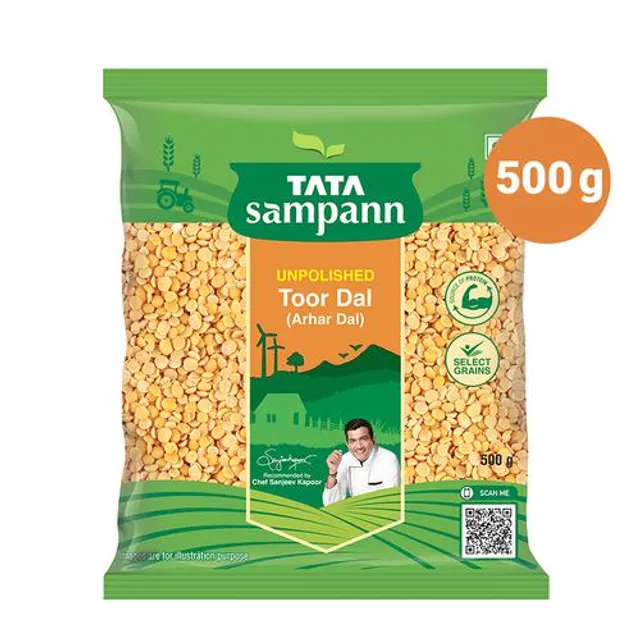 500 g
TATA
sampann
UNPOLISHED
Toor Dal
(Arhar Dal)
SOURCE OF PROTEIN
SELECT
GRAINS
Recommended by
Chef Sanjeev Kapoor
500 g
SCAN ME
are for illustration purpose